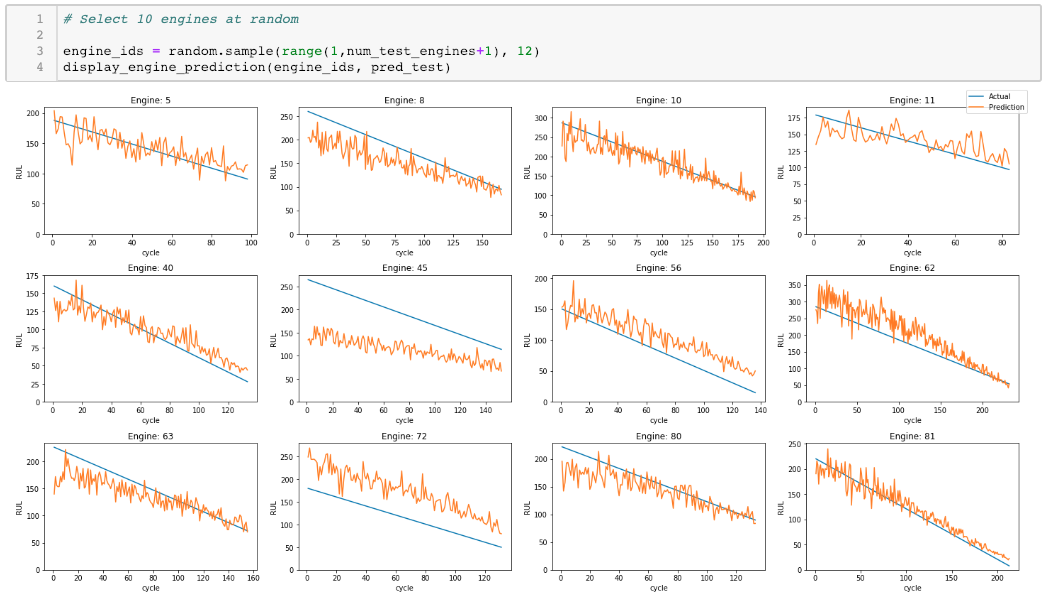 1 # Select 10 engines at random
2
3 engine_ids = random.sample(range(1,num_test_engines+1), 12)
4 display_engine_prediction(engine_ids, pred_test)
Engine: 5
Engine: 8
Engine: 10
Engine: 11
Actual
Prediction
RUL
200
150
100
50
0
0 20 40 60 80 100
cycle
RUL
250
200
150
100
50
0
0 25 50 75 100 125 150
cycle
RUL
300
250
200
150
100
50
0
0 25 50 75 100 125 150 175 200
cycle
RUL
175
150
125
100
75
50
25
0
0 20 40 60 80
cycle
Engine: 40
Engine: 45
Engine: 56
Engine: 62
RUL
175
150
125
100
75
50
25
0
0 20 40 60 80 100 120
cycle
RUL
250
200
150
100
50
0
0 20 40 60 80 100 120 140
cycle
RUL
200
150
100
50
0
0 20 40 60 80 100 120 140
cycle
RUL
350
300
250
200
150
100
50
0
0 50 100 150 200
cycle
Engine: 63
Engine: 72
Engine: 80
Engine: 81
RUL
200
150
100
50
0
0 20 40 60 80 100 120 140 160
cycle
RUL
250
200
150
100
50
0
0 20 40 60 80 100 120
cycle
RUL
200
150
100
50
0
0 20 40 60 80 100 120
cycle
RUL
250
200
150
100
50
0
0 50 100 150 200
cycle